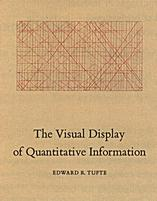 The Visual Display
of Quantitative Information
EDWARD R. TUFTE